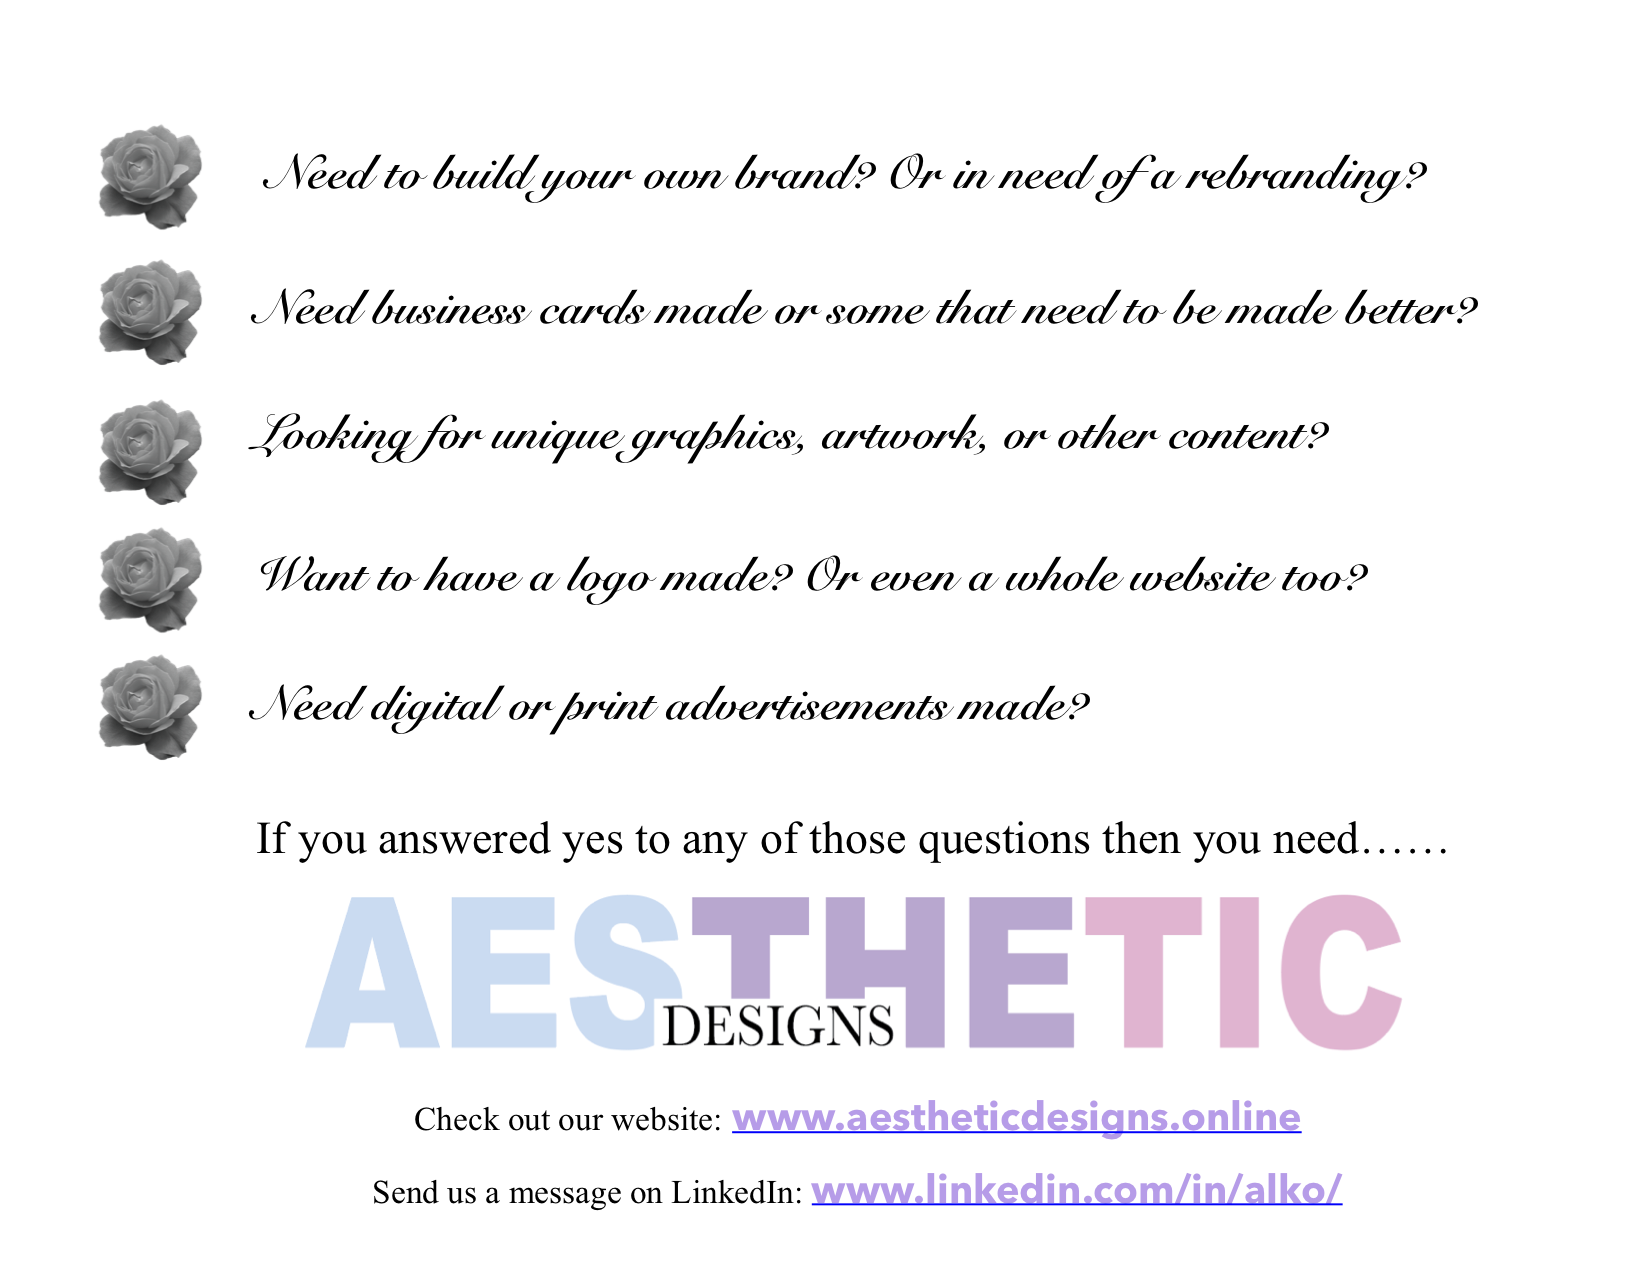 Need to build your own brand? Or in need of a rebranding?
Need business cards made or some that need to be made better?
Looking for unique graphics, artwork, or other content?
Want to have a logo made? Or even a whole website too?
Need digital or print advertisements made?
If you answered yes to any of those questions then you need……
AESTHETIC
DESIGNS
Check out our website: www.aestheticdesigns.online
Send us a message on LinkedIn: www.linkedin.com/in/alko/